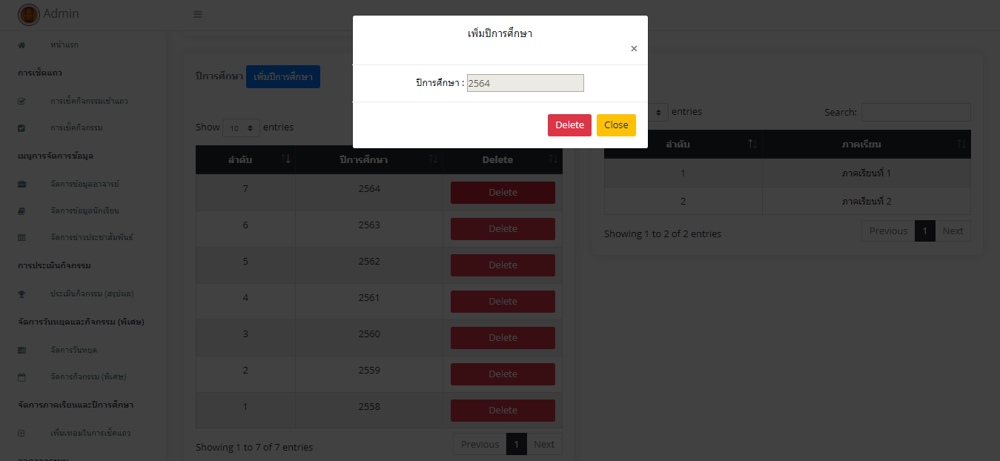 Admin
หน้าแรก
การเช็คแถว
การเช็คกิจกรรมเข้าแถว
การเช็คกิจกรรม
เมนูการจัดการข้อมูล
จัดการข้อมูลอาจารย์
จัดการข้อมูลนักเรียน
จัดการข่าวประชาสัมพันธ์
การประเมินกิจกรรม
ประเมินกิจกรรม (สรุปผล)
จัดการวันหยุดและกิจกรรม (พิเศษ)
จัดการวันหยุด
จัดการกิจกรรม (พิเศษ)
จัดการภาคเรียนและปีการศึกษา
เพิ่มเทอมในการเช็คแถว
เพิ่มปีการศึกษา
×
ปีการศึกษา : 2564
Delete Close
ปีการศึกษา เพิ่มปีการศึกษา
Show 10 entries
ลำดับ ปีการศึกษา Delete
7 2564 Delete
6 2563 Delete
5 2562 Delete
4 2561 Delete
3 2560 Delete
2 2559 Delete
1 2558 Delete
Showing 1 to 7 of 7 entries
Previous 1 Next
entries Search:
ลำดับ ภาคเรียน
1 ภาคเรียนที่ 1
2 ภาคเรียนที่ 2
Showing 1 to 2 of 2 entries
Previous 1 Next